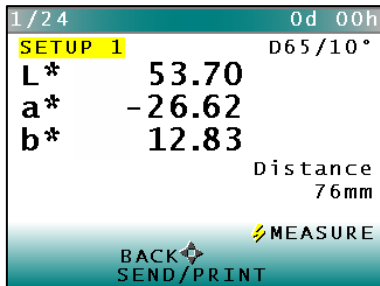 1/24 0d 00h
SETUP 1 D65/10°
L* 53.70
a* -26.62
b* 12.83
Distance
76mm
MEASURE
BACK
SEND/PRINT